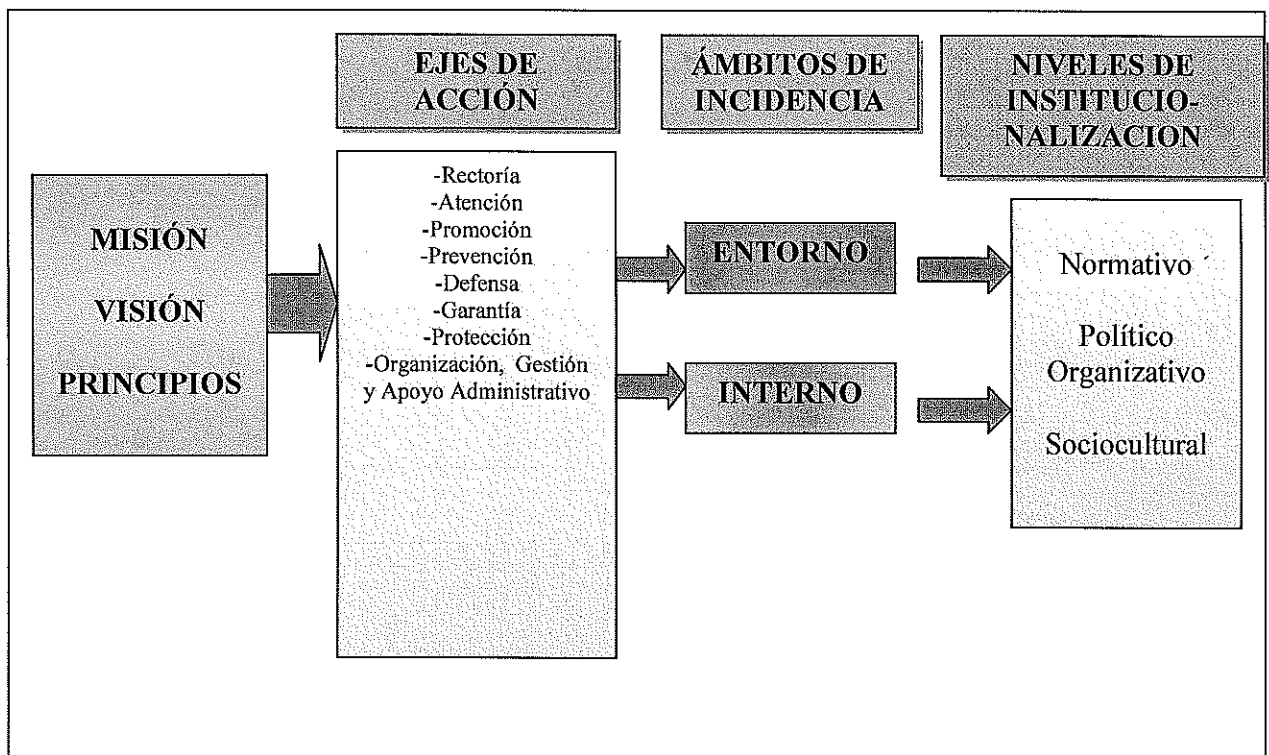 EJES DE
ACCIÓN
ÁMBITOS DE
INCIDENCIA
NIVELES DE
INSTITUCIO-
NALIZACION
MISIÓN
VISIÓN
PRINCIPIOS
-Rectoría
-Atención
-Promoción
-Prevención
-Defensa
-Garantía
-Protección
-Organización, Gestión
y Apoyo Administrativo
ENTORNO
INTERNO
Normativo
Político
Organizativo
Sociocultural